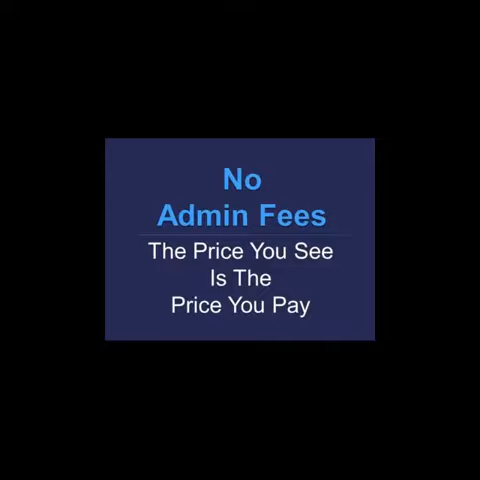 No
Admin Fees
The Price You See
Is The
Price You Pay